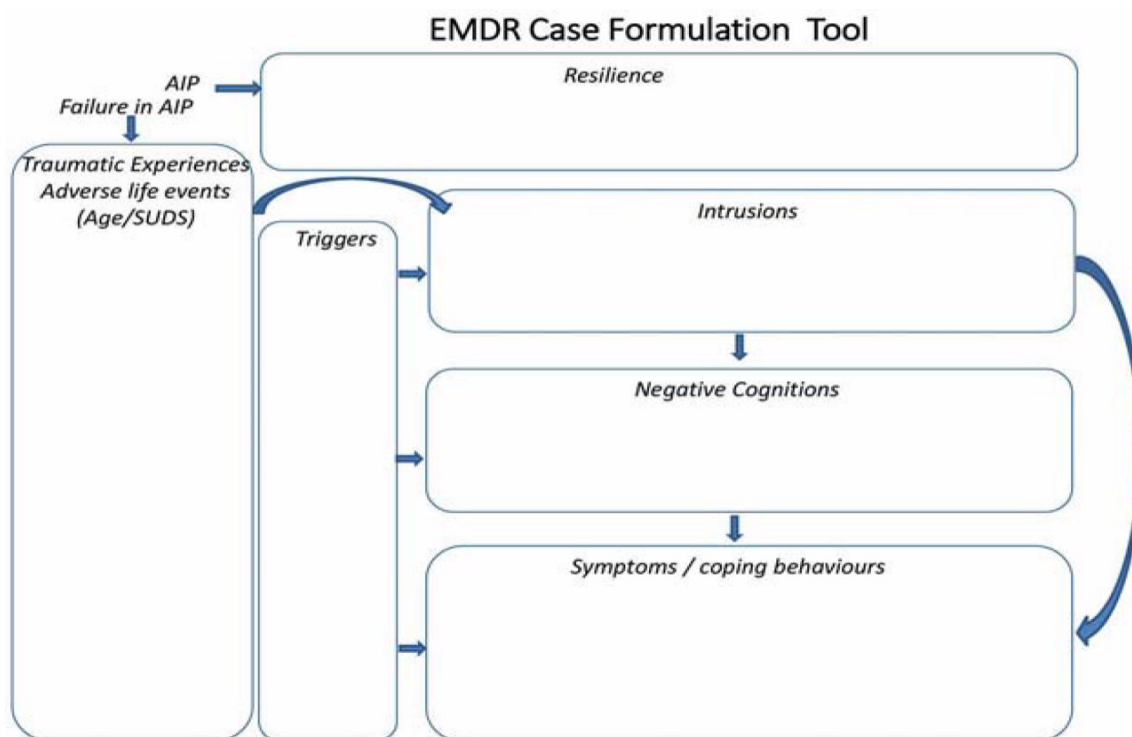 EMDR Case Formulation Tool
Resilience
AIP
Failure in AIP
Traumatic Experiences
Adverse life events
(Age/SUDS)
Intrusions
Triggers
Negative Cognitions
Symptoms / coping behaviours